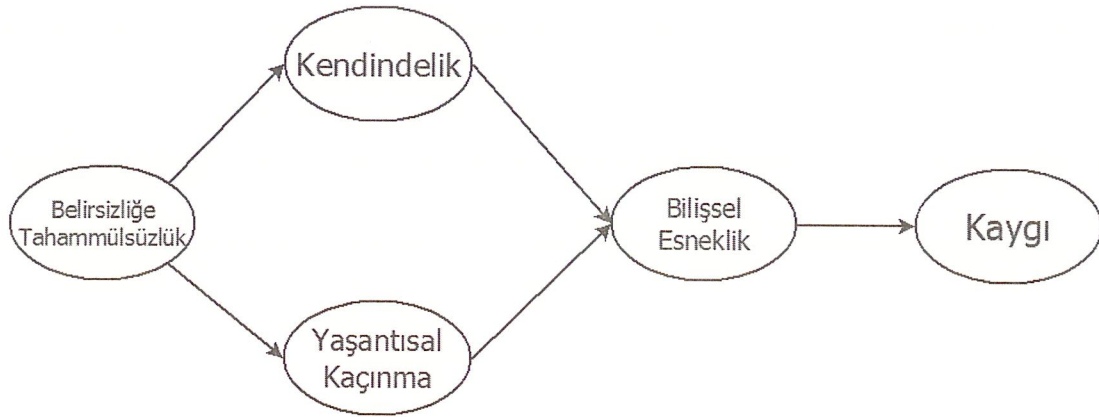 Kendindelik
Belirsizliğe
Tahammülsüzlük
Bilişsel
Esneklik
Kaygı
Yaşantısal
Kaçınma